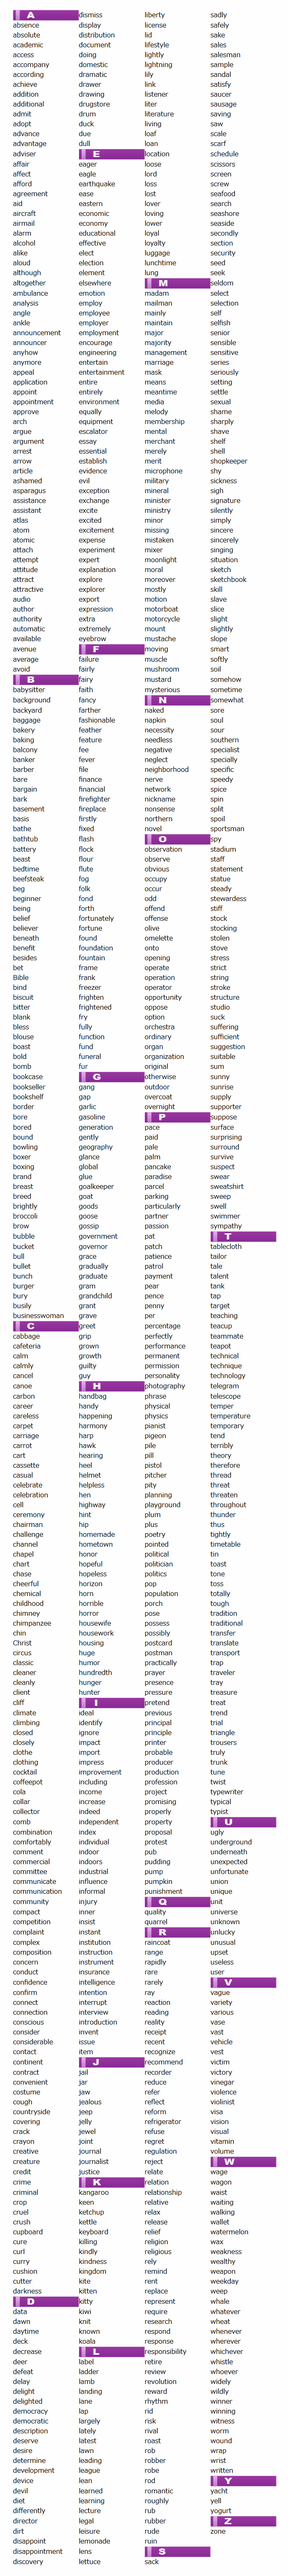 A
absence
absolute
academic
access
accompany
according
achieve
addition
additional
admit
adopt
advance
advantage
adviser
affair
affect
afford
agreement
aid
aircraft
airmail
alarm
alcohol
alike
aloud
although
altogether
ambulance
analysis
angle
ankle
announcement
announcer
anyhow
anymore
appeal
application
appoint
appointment
approve
arch
argue
argument
arrest
arrow
article
ashamed
asparagus
assistance
assistant
atlas
atom
atomic
attach
attempt
attitude
attract
attractive
audio
author
authority
automatic
available
avenue
average
avoid
B
babysitter
background
backyard
baggage
bakery
baking
balcony
banker
barber
bare
bargain
bark
basement
basis
bathe
bathtub
battery
beast
bedtime
beefsteak
beg
beginner
being
belief
believer
beneath
benefit
besides
bet
Bible
bind
biscuit
bitter
blank
bless
blouse
boast
bold
bomb
bookcase
bookseller
bookshelf
border
bore
bored
bound
bowling
boxer
boxing
brand
breast
breed
brightly
broccoli
brow
bubble
bucket
bull
bullet
bunch
burger
bury
busily
businesswoman
C
cabbage
cafeteria
calm
calmly
cancel
canoe
carbon
career
careless
carpet
carriage
carrot
cart
cassette
casual
celebrate
celebration
cell
ceremony
chairman
challenge
channel
chapel
chart
chase
cheerful
chemical
childhood
chimney
chimpanzee
chin
Christ
circus
classic
cleaner
cleanly
client
cliff
climate
climbing
closed
closely
clothe
clothing
cocktail
coffeepot
cola
collar
collector
comb
combination
comfortably
comment
commercial
committee
communicate
communication
community
compact
competition
complaint
complex
composition
concern
conduct
confidence
confirm
connect
connection
conscious
consider
considerable
contact
continent
contract
convenient
costume
cough
countryside
covering
crack
crayon
creative
creature
credit
crime
criminal
crop
cruel
crush
cupboard
cure
curl
curry
cushion
cutter
darkness
D
data
dawn
daytime
deck
decrease
deer
defeat
delay
delight
delighted
democracy
democratic
description
deserve
desire
determine
development
device
devil
diet
differently
director
dirt
disappoint
disappointment
discovery
dismiss
display
distribution
document
doing
domestic
dramatic
drawer
drawing
drugstore
drum
duck
due
dull
E
eager
eagle
earthquake
ease
eastern
economic
economy
educational
effective
elect
election
element
elsewhere
emotion
employ
employee
employer
employment
encourage
engineering
entertain
entertainment
entire
entirely
environment
equally
equipment
escalator
essay
essential
establish
evidence
evil
exception
exchange
excite
excited
excitement
expense
experiment
expert
explanation
explore
explorer
export
expression
extra
extremely
eyebrow
F
failure
fairly
fairy
faith
fancy
farther
fashionable
feather
feature
fee
fever
file
finance
financial
firefighter
fireplace
firstly
fixed
flash
flock
flour
flute
fog
folk
fond
forth
fortunately
fortune
found
foundation
fountain
frame
frank
freezer
frighten
frightened
fry
fully
function
fund
funeral
fur
G
gang
gap
garlic
gasoline
generation
gently
geography
glance
global
glue
goalkeeper
goat
goods
goose
gossip
government
governor
grace
gradually
graduate
gram
grandchild
grant
grave
greet
grip
grown
growth
guilty
guy
H
handbag
handy
happening
harmony
harp
hawk
hearing
heel
helmet
helpless
hen
highway
hint
hip
homemade
hometown
honor
hopeful
hopeless
horizon
horn
horrible
horror
housewife
housework
housing
huge
humor
hundredth
hunger
hunter
I
ideal
identify
ignore
impact
import
impress
improvement
including
income
increase
indeed
independent
index
individual
indoor
indoors
industrial
influence
informal
injury
inner
insist
instant
institution
instruction
instrument
insurance
intelligence
intention
interrupt
interview
introduction
invent
issue
item
J
jail
jar
jaw
jealous
jeep
jelly
jewel
joint
journal
journalist
justice
K
kangaroo
keen
ketchup
kettle
keyboard
killing
kindly
kindness
kingdom
kite
kitten
kitty
kiwi
knit
known
koala
L
label
ladder
lamb
landing
lane
lap
largely
lately
latest
lawn
leading
league
lean
learned
learning
lecture
legal
leisure
lemonade
lens
lettuce
liberty
license
lid
lifestyle
lightly
lightning
lily
link
listener
liter
literature
living
loaf
loan
location
loose
lord
loss
lost
lover
loving
lower
loyal
loyalty
luggage
lunchtime
lung
M
madam
mailman
mainly
maintain
major
majority
management
marriage
mask
means
meantime
media
melody
membership
mental
merchant
merely
merit
microphone
military
mineral
minister
ministry
minor
missing
mistaken
mixer
moonlight
moral
moreover
mostly
motion
motorboat
motorcycle
mount
mustache
moving
muscle
mushroom
mustard
mysterious
N
naked
napkin
necessity
needless
negative
neglect
neighborhood
nerve
network
nickname
nonsense
northern
novel
O
observation
observe
obvious
occupy
occur
odd
offend
offense
olive
omelette
onto
opening
operate
operation
operator
opportunity
oppose
option
orchestra
ordinary
organ
organization
original
otherwise
outdoor
overcoat
overnight
P
pace
paid
pale
palm
pancake
paradise
parcel
parking
particularly
partner
passion
pat
patch
patience
patrol
payment
pear
pence
penny
per
percentage
perfectly
performance
permanent
permission
personality
photography
phrase
physical
physics
pianist
pigeon
pile
pill
pistol
pitcher
pity
planning
playground
plum
plus
poetry
pointed
political
politician
politics
pop
population
porch
pose
possess
possibly
postcard
postman
practically
prayer
presence
pressure
pretend
previous
principal
principle
printer
probable
producer
production
profession
project
promising
properly
property
proposal
protest
pub
pudding
pump
pumpkin
punishment
Q
quality
quarrel
R
raincoat
range
rapidly
rare
rarely
ray
reaction
reading
reality
receipt
recent
recognize
recommend
recorder
reduce
refer
reflect
reform
refrigerator
refuse
regret
regulation
reject
relate
relation
relationship
relative
relax
release
relief
religion
religious
rely
remind
rent
replace
represent
require
research
respond
response
responsibility
retire
review
revolution
reward
rhythm
rid
risk
rival
roast
rob
robber
robe
rod
romantic
roughly
rub
rubber
rude
ruin
S
sack
sadly
safely
sake
sales
salesman
sample
sandal
satisfy
saucer
sausage
saving
saw
scale
scarf
schedule
scissors
screen
screw
seafood
search
seashore
seaside
secondly
section
security
seed
seek
seldom
select
selection
self
selfish
senior
sensible
sensitive
series
seriously
setting
settle
sexual
shame
sharply
shave
shelf
shell
shopkeeper
shy
sickness
sigh
signature
silently
simply
sincere
sincerely
singing
situation
sketch
sketchbook
skill
slave
slice
slight
slightly
slope
smart
softly
soil
somehow
sometime
somewhat
sore
soul
sour
southern
specialist
specially
specific
speedy
spice
spin
split
spoil
sportsman
spy
stadium
staff
statement
statue
steady
stewardess
stiff
stock
stocking
stolen
stove
stress
strict
string
stroke
structure
studio
suck
suffering
sufficient
suggestion
suitable
sum
sunny
sunrise
supply
supporter
suppose
surface
surprising
surround
survive
suspect
swear
sweatshirt
sweep
swell
swimmer
sympathy
T
tablecloth
tailor
tale
talent
tank
tap
target
teaching
teacup
teammate
teapot
technical
technique
technology
telegram
telescope
temper
temperature
temporary
tend
terribly
theory
therefore
thread
threat
threaten
throughout
thunder
thus
tightly
timetable
tin
toast
tone
toss
totally
tough
tradition
traditional
transfer
translate
transport
trap
traveler
tray
treasure
treat
trend
trial
triangle
trousers
truly
trunk
tune
twist
typewriter
typical
typist
U
ugly
underground
underneath
unexpected
unfortunate
union
unique
unit
universe
unknown
unlucky
unusual
upset
useless
user
V
vague
variety
various
vase
vast
vehicle
vest
victim
victory
vinegar
violence
violinist
visa
vision
visual
vitamin
volume
W
wage
wagon
waist
waiting
walking
wallet
watermelon
wax
weakness
wealthy
weapon
weekday
weep
whale
whatever
wheat
whenever
wherever
whichever
whistle
whoever
widely
wildly
winner
winning
witness
worm
wound
wrap
wrist
written
Y
yacht
yell
yogurt
Z
zone